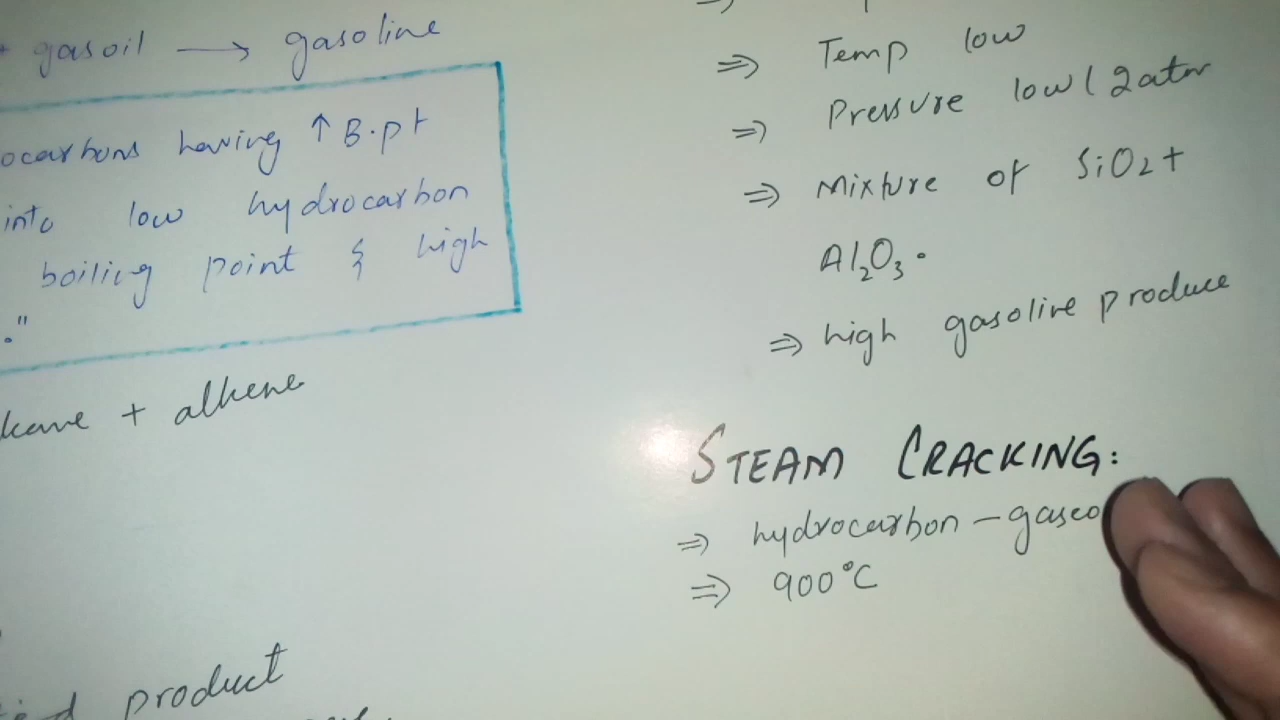 gasoil → gasoline
ocarbons having ↑ B.pt
into low hydrocarbon
boiling point & high
."
kane + alkene
product
⇒ Temp low
⇒ Pressure low (2atm
⇒ Mixture of SiO2 +
Al2O3.
⇒ high gasoline produce
STEAM CRACKING:
⇒ hydrocarbon - gaseo
⇒ 900°C